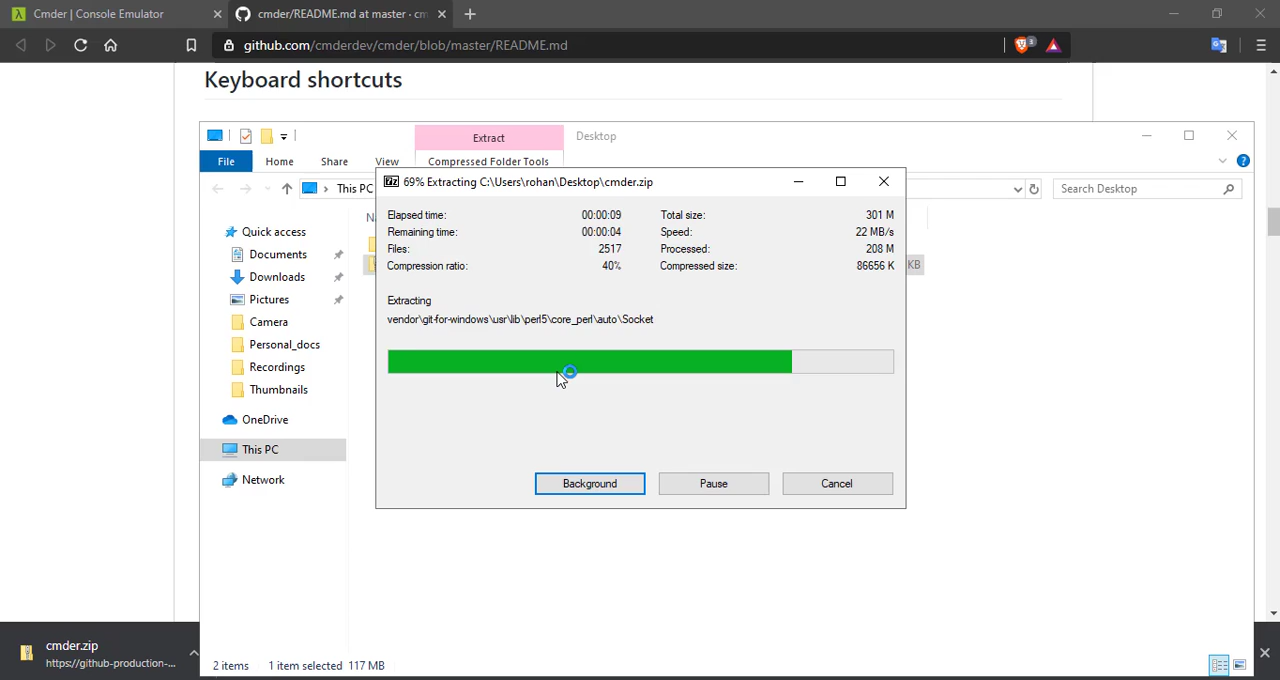 Cmder | Console Emulator
cmder/README.md at master · cm
github.com/cmderdev/cmder/blob/master/README.md
3
Keyboard shortcuts
Extract
Desktop
File
Home
Share
View
Compressed Folder Tools
This PC
Search Desktop
Quick access
Documents
Downloads
Pictures
Camera
Personal_docs
Recordings
Thumbnails
OneDrive
This PC
Network
KB
69% Extracting C:\Users\rohan\Desktop\cmder.zip
Elapsed time: 00:00:09 Total size: 301 M
Remaining time: 00:00:04 Speed: 22 MB/s
Files: 2517 Processed: 208 M
Compression ratio: 40% Compressed size: 86656 K
Extracting
vendor\git-for-windows\usr\lib\perl5\core_perl\auto\Socket
Background
Pause
Cancel
2 items 1 item selected 117 MB
cmder.zip
https://github-production-...